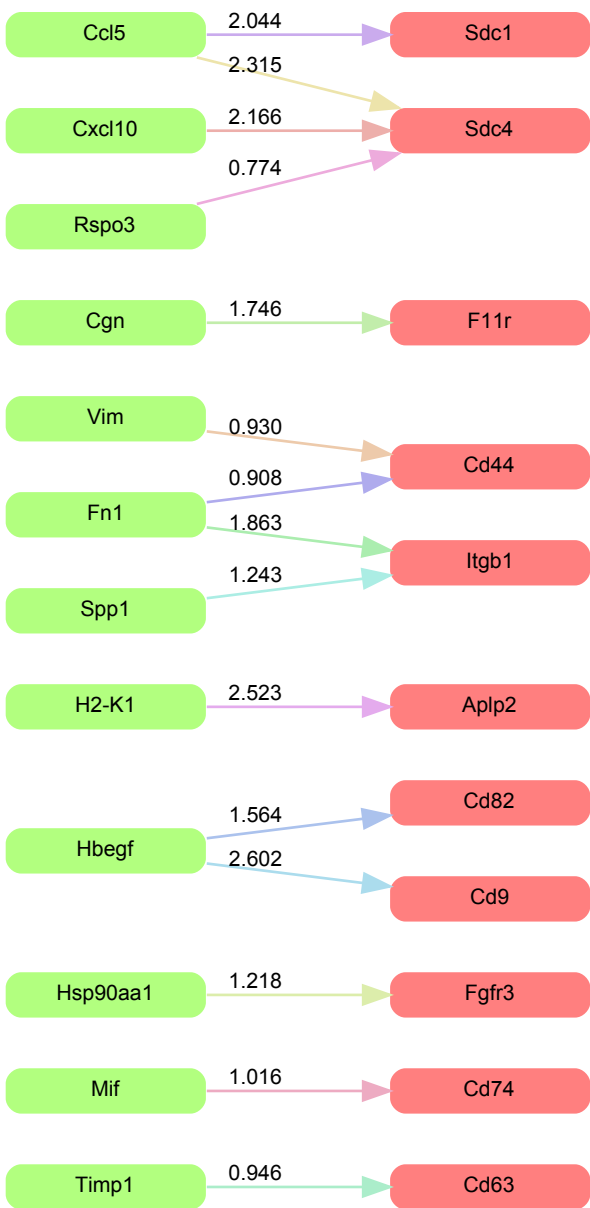 Ccl5 2.044 Sdc1
2.315
Cxcl10 2.166 Sdc4
0.774
Rspo3
Cgn 1.746 F11r
Vim
0.930
Cd44
0.908
Fn1
1.863
Itgb1
1.243
Spp1
H2-K1 2.523 Aplp2
Cd82
1.564
Hbegf
2.602
Cd9
Hsp90aa1 1.218 Fgfr3
Mif 1.016 Cd74
Timp1 0.946 Cd63